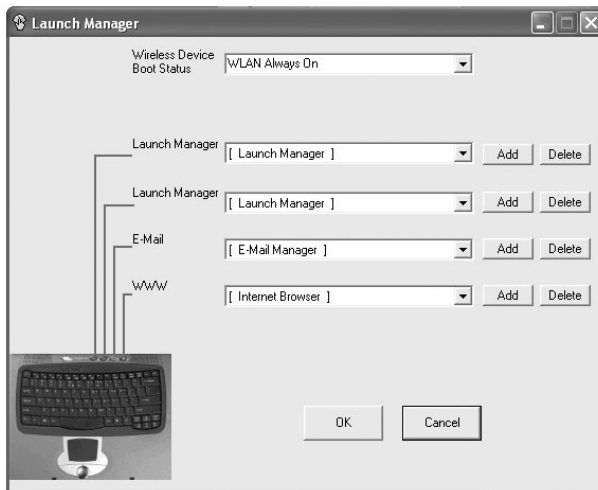 Launch Manager
Wireless Device
Boot Status
WLAN Always On
Launch Manager
[ Launch Manager ]
Add
Delete
Launch Manager
[ Launch Manager ]
Add
Delete
E-Mail
[ E-Mail Manager ]
Add
Delete
WWW
[ Internet Browser ]
Add
Delete
OK
Cancel